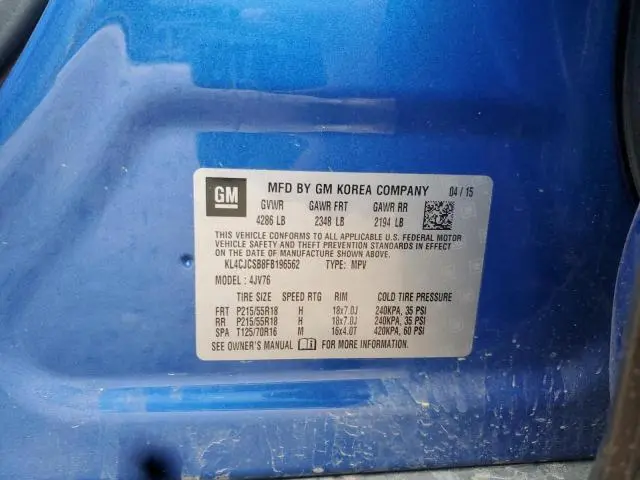 GM MFD BY GM KOREA COMPANY 04 / 15
GVWR GAWR FRT GAWR RR
4286 LB 2348 LB 2194 LB
THIS VEHICLE CONFORMS TO ALL APPLICABLE U.S. FEDERAL MOTOR
VEHICLE SAFETY AND THEFT PREVENTION STANDARDS IN EFFECT
ON THE DATE OF MANUFACTURE SHOWN ABOVE.
KL4CJCSB8FB196562 TYPE: MPV
MODEL : 4JV76
TIRE SIZE SPEED RTG RIM COLD TIRE PRESSURE
FRT P215/55R18 H 18x7.0J 240KPA, 35 PSI
RR P215/55R18 H 18x7.0J 240KPA, 35 PSI
SPA T125/70R16 M 16x4.0T 420KPA, 60 PSI
SEE OWNER'S MANUAL FOR MORE INFORMATION.